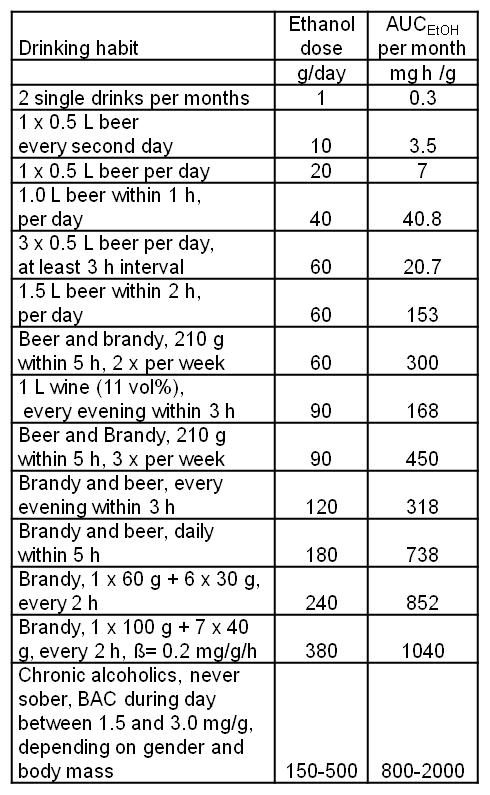 Drinking habit Ethanol dose AUCEtOH per month
g/day mg h /g
2 single drinks per months 1 0.3
1 x 0.5 L beer
every second day 10 3.5
1 x 0.5 L beer per day 20 7
1.0 L beer within 1 h,
per day 40 40.8
3 x 0.5 L beer per day,
at least 3 h interval 60 20.7
1.5 L beer within 2 h,
per day 60 153
Beer and brandy, 210 g
within 5 h, 2 x per week 60 300
1 L wine (11 vol%),
every evening within 3 h 90 168
Beer and Brandy, 210 g
within 5 h, 3 x per week 90 450
Brandy and beer, every
evening within 3 h 120 318
Brandy and beer, daily
within 5 h 180 738
Brandy, 1 x 60 g + 6 x 30 g,
every 2 h 240 852
Brandy, 1 x 100 g + 7 x 40
g, every 2 h, ß= 0.2 mg/g/h 380 1040
Chronic alcoholics, never
sober, BAC during day
between 1.5 and 3.0 mg/g,
depending on gender and
body mass 150-500 800-2000